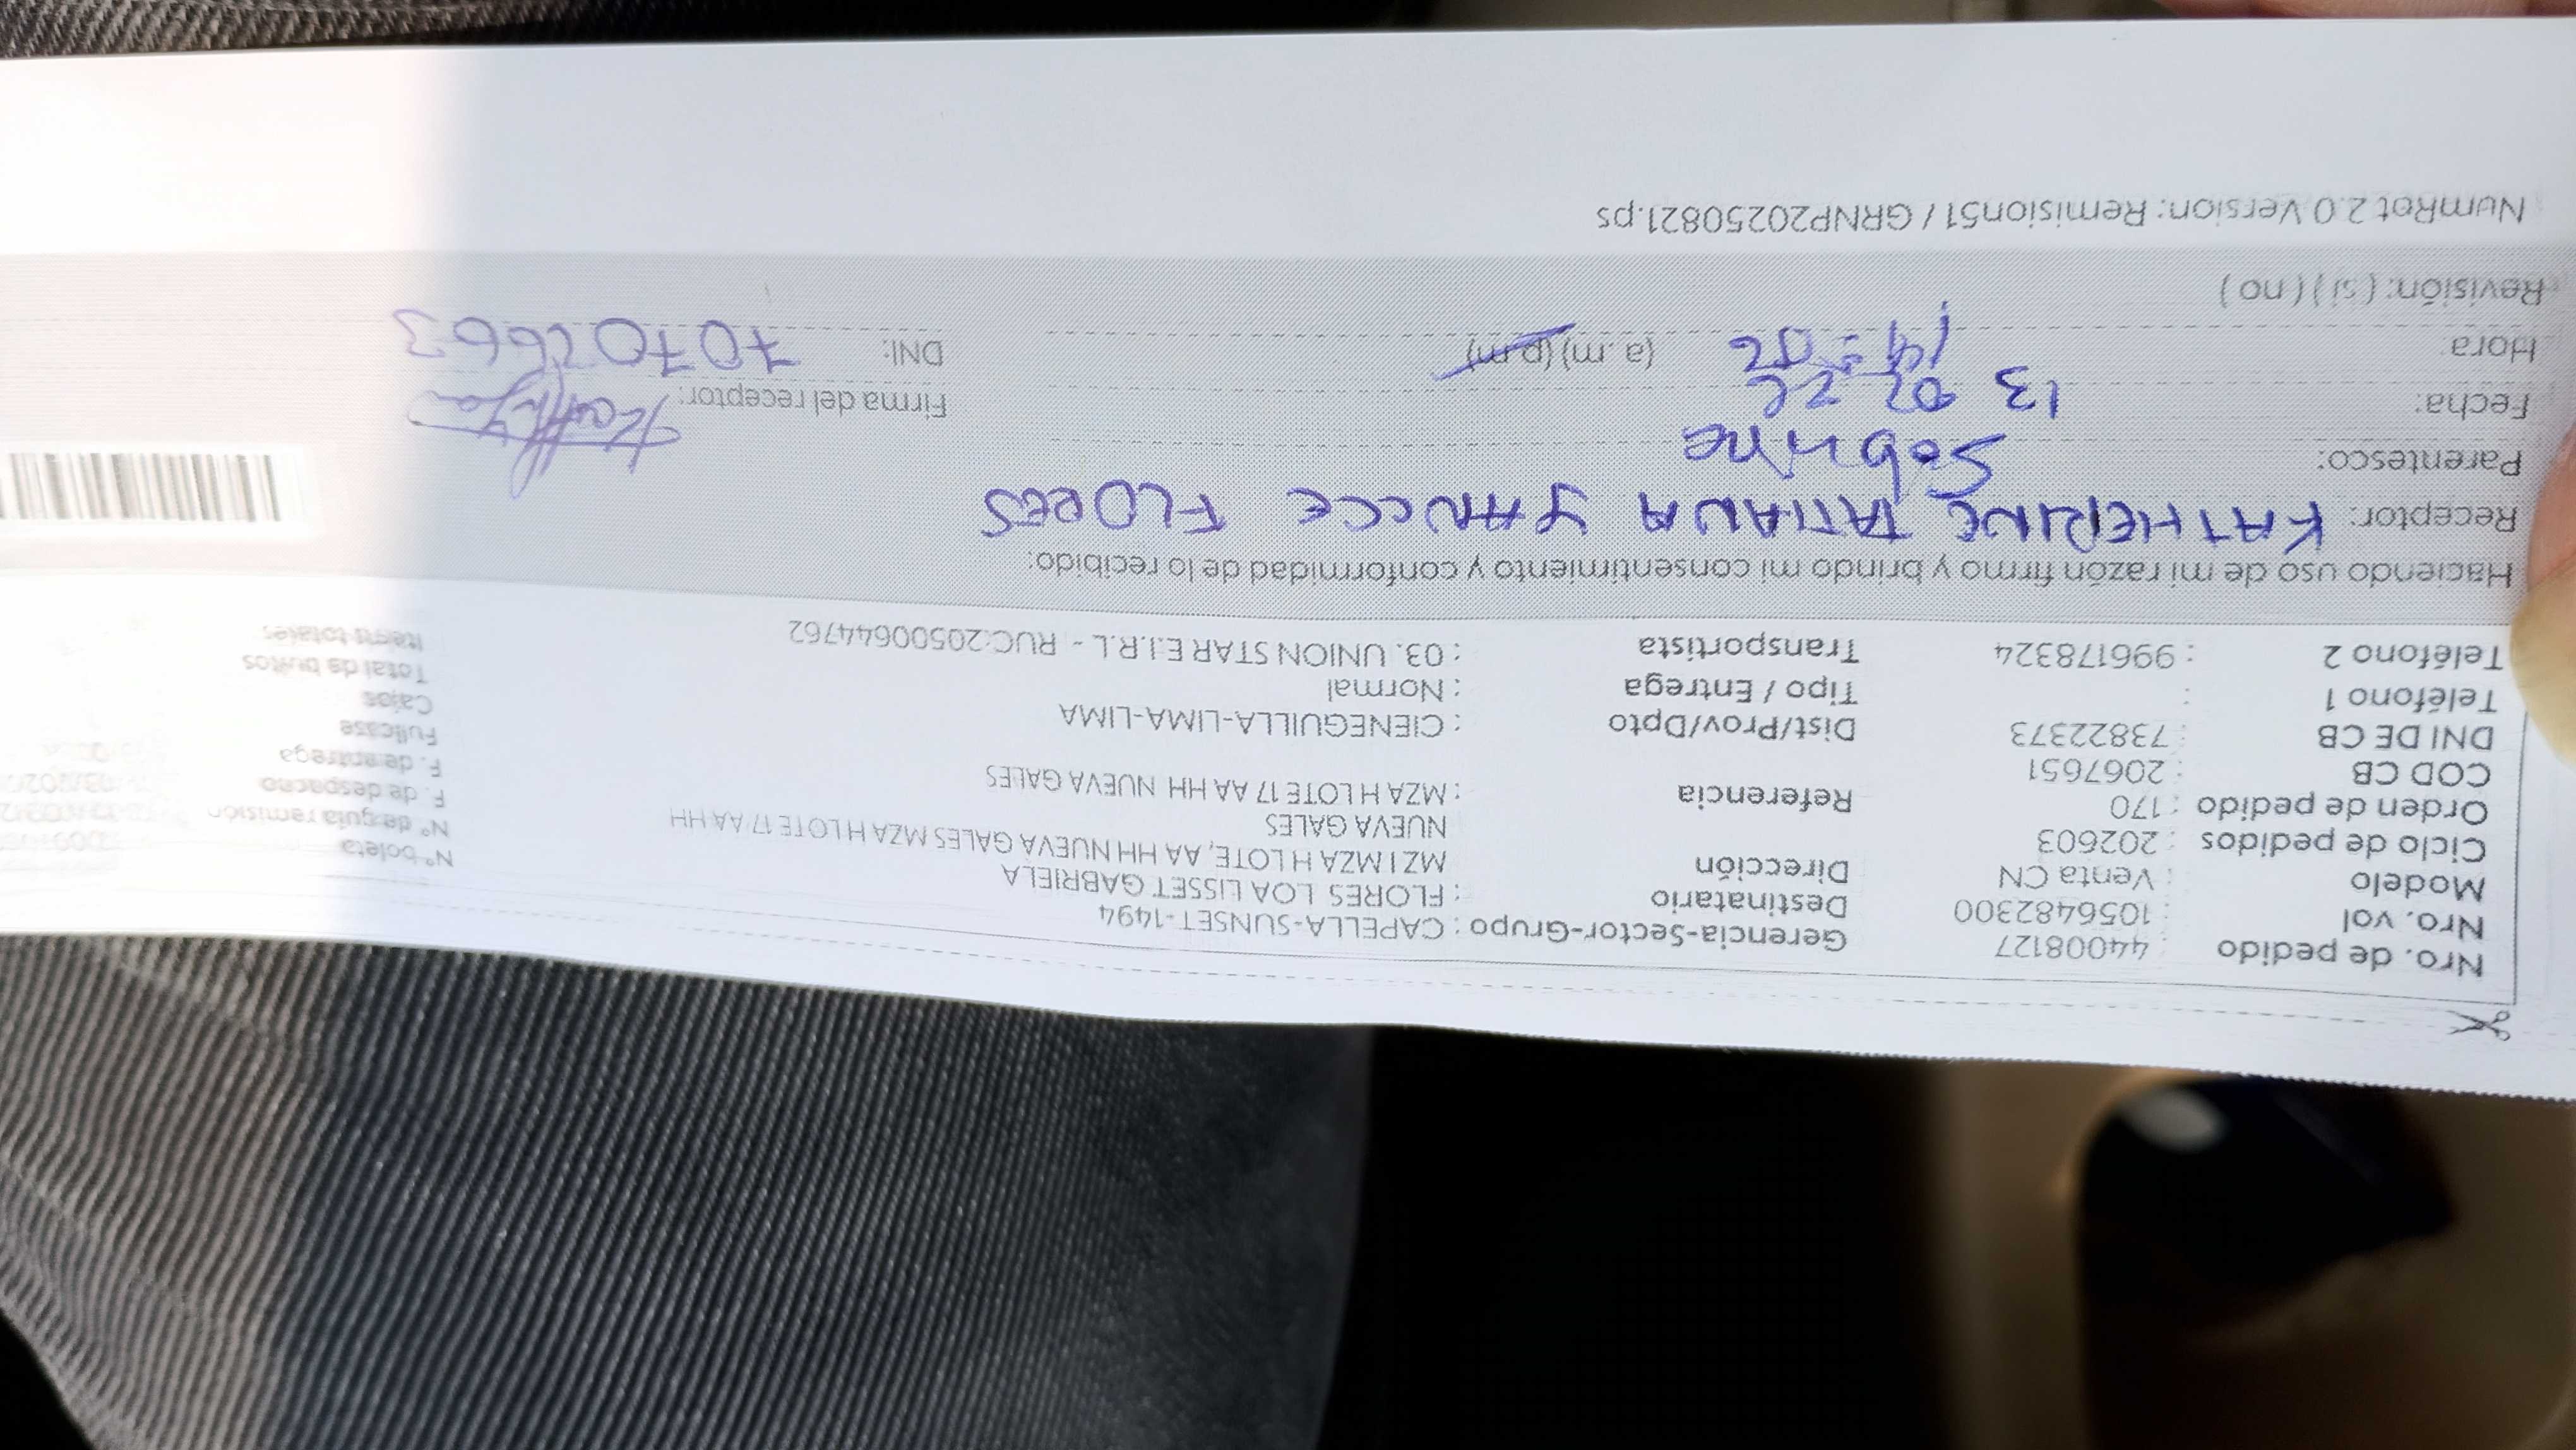 Nro. de pedido : 44008127 Gerencia-Sector-Grupo : CAPELLA-SUNSET-1494
Nro. vol : 1056482300 Destinatario : FLORES LOA LISSET GABRIELA
Modelo : Venta CN Dirección MZ I MZA H LOTE, AA HH NUEVA GALES MZA H LOTE 17 AA HH
Ciclo de pedidos : 202603 NUEVA GALES
Orden de pedido : 170 Referencia : MZA H LOTE 17 AA HH NUEVA GALES
COD CB : 2067651
DNI DE CB : 73822373 Dist/Prov/Dpto : CIENEGUILLA-LIMA-LIMA
Teléfono 1 : Tipo / Entrega : Normal
Teléfono 2 : 996178324 Transportista : 03. UNION STAR E.I.R.L - RUC:20500644762
N° boleta
N° de guía remisión
F. de despacho
F. de entrega
Fullcase
Cajas
Total de bultos
Items totales
Haciendo uso de mi razón firmo y brindo mi consentimiento y conformidad de lo recibido:
Receptor: KATHERINE TATIANA YANCCE FLORES
Parentesco: Sobrina
Fecha: 13 02 26 Firma del receptor:
Hora (a.m) (p.m) DNI:
Revisión: ( si ) ( no )
NumRot 2.0 Version: Remision51 / GRNP20250821.ps